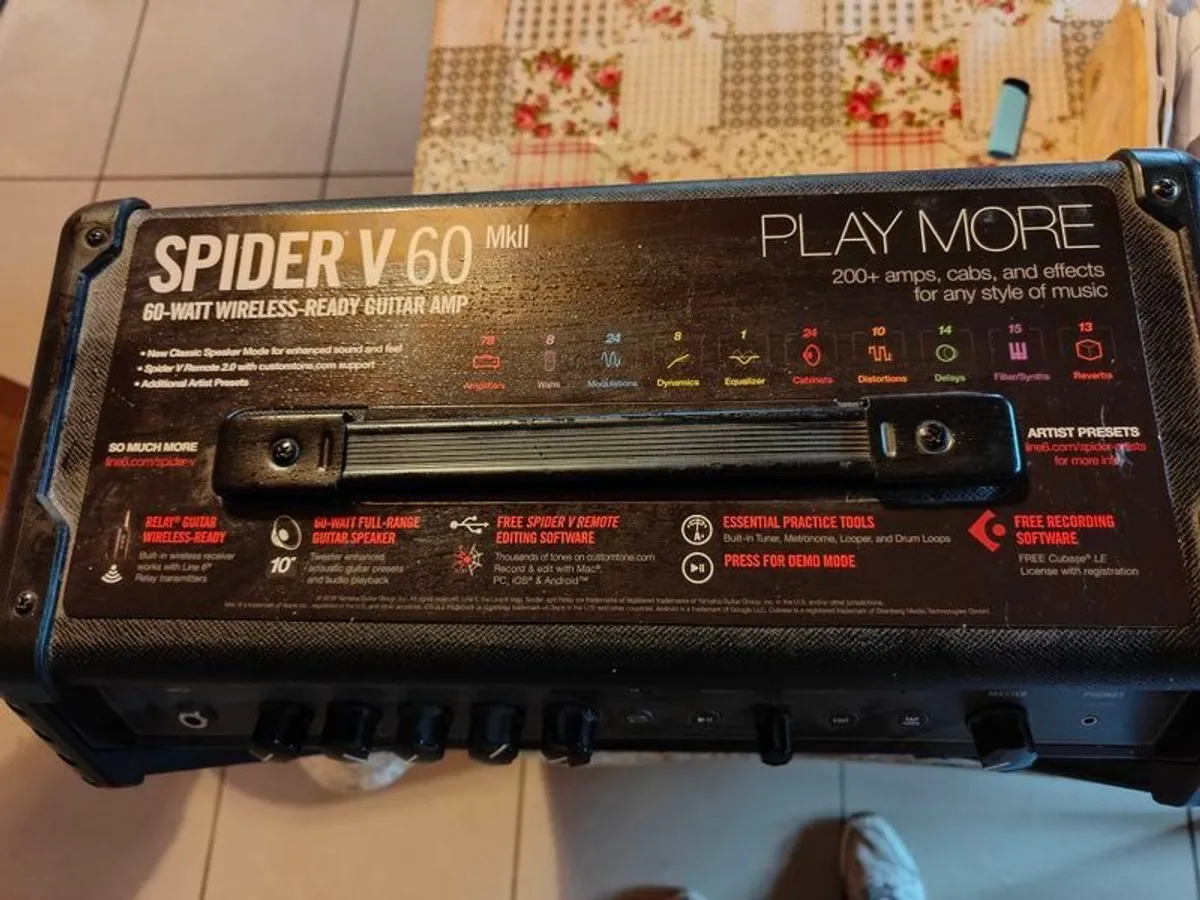 SPIDER V 60 MkII
60-WATT WIRELESS-READY GUITAR AMP
PLAY MORE
200+ amps, cabs, and effects
for any style of music
• New Classic Speaker Mode for enhanced sound and feel
• Spider V Remote 2.0 with customtone.com support
• Additional Artist Presets
78 8 24 8 1 24 10 14 15 13
Amplifiers Wahs Modulations Dynamics Equalizer Cabinets Distortions Delays Filter/Synths Reverbs
SO MUCH MORE
line6.com/spider-v
ARTIST PRESETS
line6.com/spider-artists
for more info
RELAY® GUITAR
WIRELESS-READY
Built-in wireless receiver
works with Line 6®
Relay transmitters
10"
60-WATT FULL-RANGE
GUITAR SPEAKER
Tweeter enhanced
acoustic guitar presets
and audio playback
FREE SPIDER V REMOTE
EDITING SOFTWARE
Thousands of tones on customtone.com
Record & edit with Mac®,
PC, iOS® & Android™
ESSENTIAL PRACTICE TOOLS
Built-in Tuner, Metronome, Looper, and Drum Loops
PRESS FOR DEMO MODE
FREE RECORDING
SOFTWARE
FREE Cubase® LE
License with registration
MASTER
PHONES
TAP